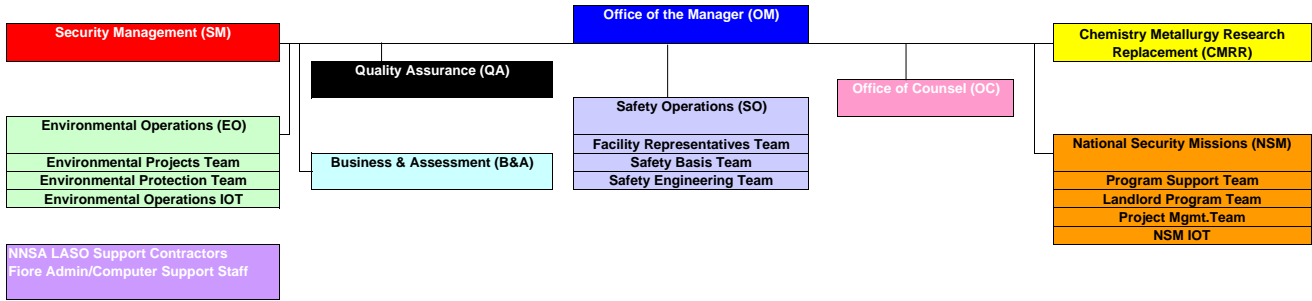 Office of the Manager (OM)
Security Management (SM)
Chemistry Metallurgy Research
Replacement (CMRR)
Quality Assurance (QA)
Office of Counsel (OC)
Safety Operations (SO)
Facility Representatives Team
Safety Basis Team
Safety Engineering Team
Environmental Operations (EO)
Environmental Projects Team
Environmental Protection Team
Environmental Operations IOT
Business & Assessment (B&A)
National Security Missions (NSM)
Program Support Team
Landlord Program Team
Project Mgmt.Team
NSM IOT
NNSA LASO Support Contractors
Fiore Admin/Computer Support Staff